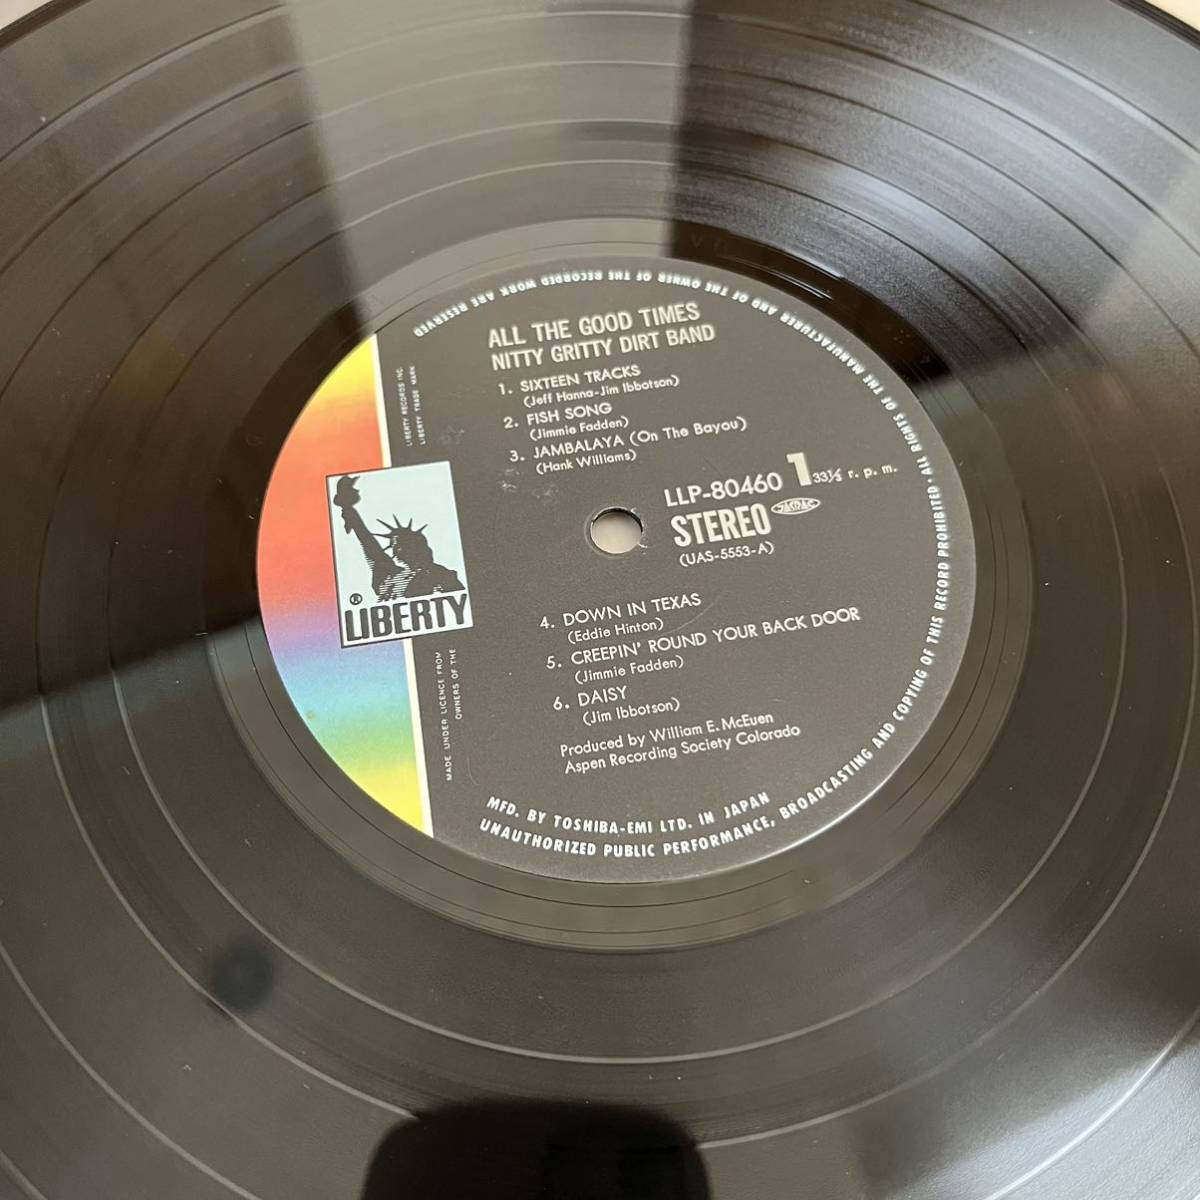 ALL THE GOOD TIMES
NITTY GRITTY DIRT BAND
1. SIXTEEN TRACKS
(Jeff Hanna-Jim Ibbotson)
2. FISH SONG
(Jimmie Fadden)
3. JAMBALAYA (On The Bayou)
(Hank Williams)
LLP-80460 1 33⅓ r. p. m.
STEREO JASRAC
(UAS-5553-A)
LIBERTY RECORDS INC.
LIBERTY TRADE MARK
® LIBERTY
MADE UNDER LICENCE FROM
OWNERS OF THE
4. DOWN IN TEXAS
(Eddie Hinton)
5. CREEPIN' ROUND YOUR BACK DOOR
(Jimmie Fadden)
6. DAISY
(Jim Ibbotson)
Produced by William E. McEuen
Aspen Recording Society Colorado
MFD. BY TOSHIBA-EMI LTD. IN JAPAN
UNAUTHORIZED PUBLIC PERFORMANCE, BROADCASTING AND COPYING OF THIS RECORD PROHIBITED · ALL RIGHTS OF THE MANUFACTURER AND OF THE OWNER OF THE RECORDED WORK ARE RESERVED